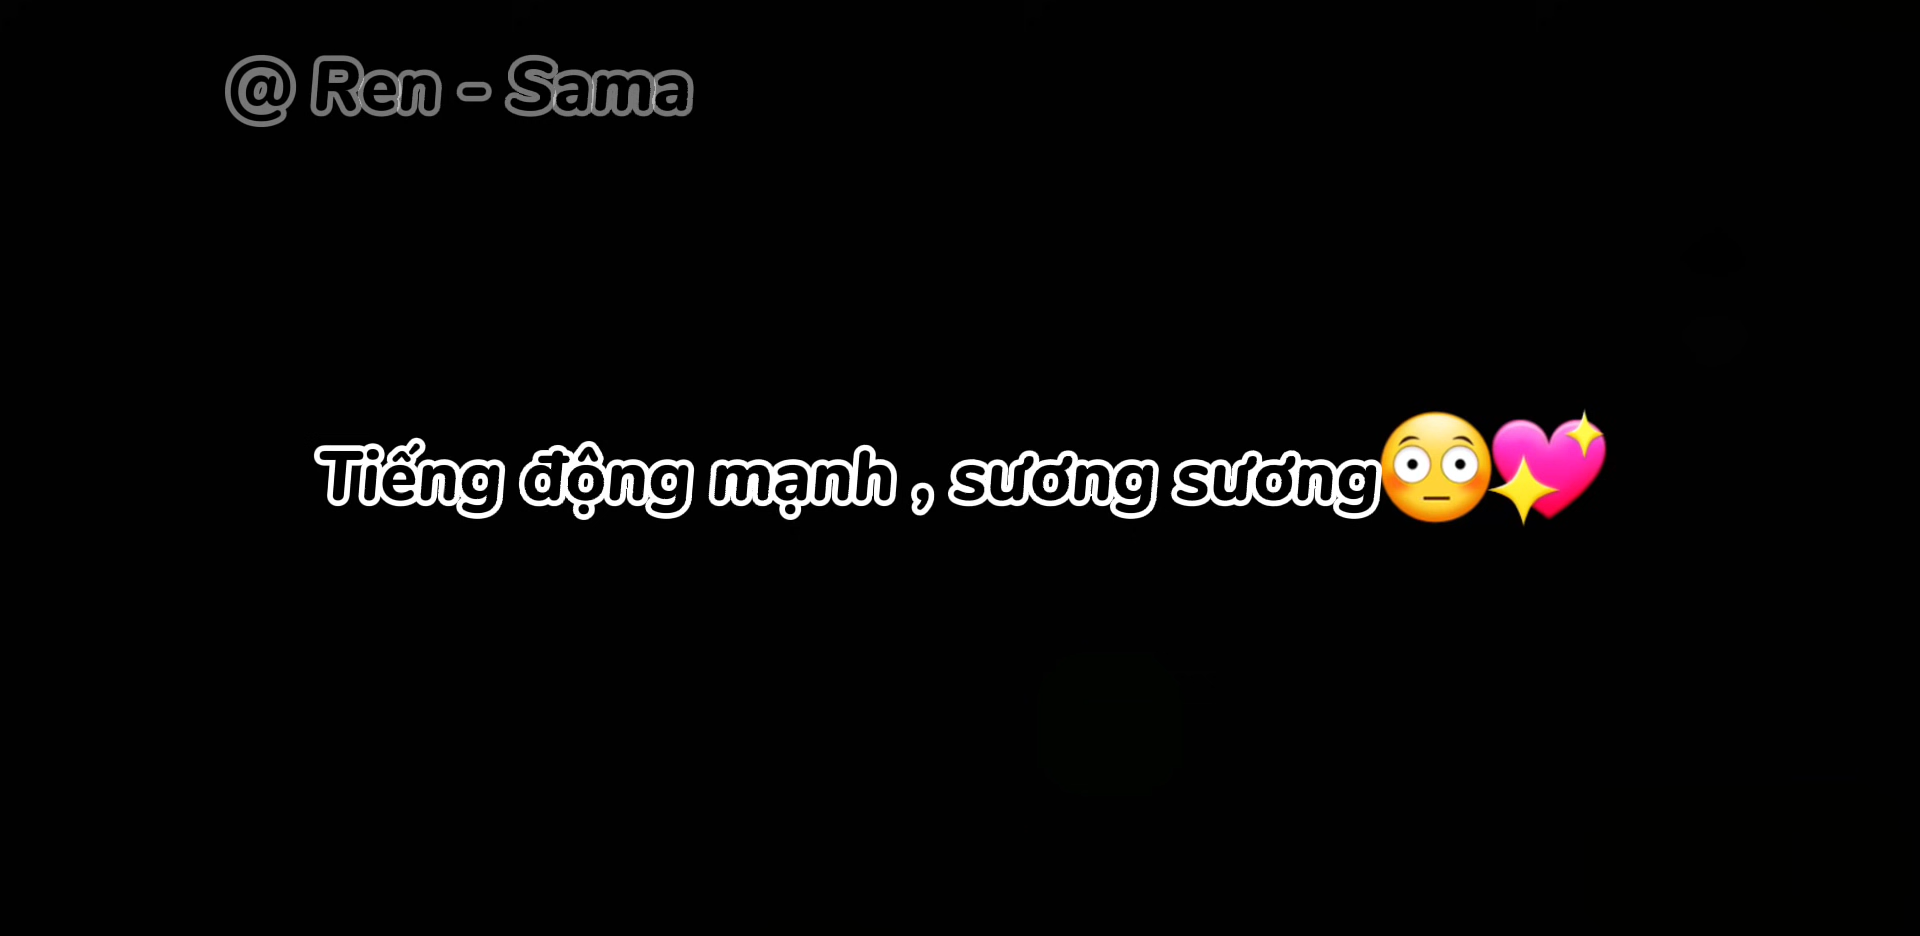 @ Ren - Sama
Tiếng động mạnh , sương sương😳💖